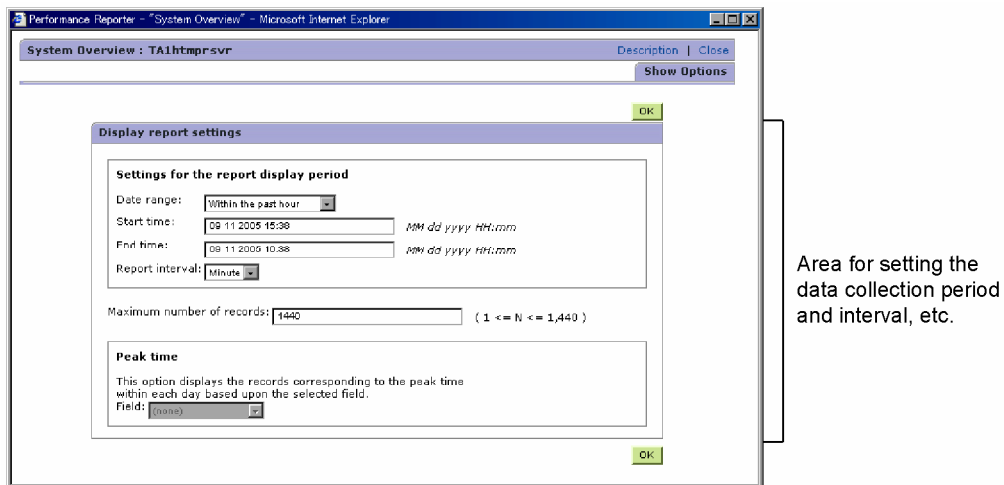 Performance Reporter - "System Overview" - Microsoft Internet Explorer
System Overview : TA1htmprsvr
Description | Close
Show Options
OK
Display report settings
Settings for the report display period
Date range: Within the past hour
Start time: 09 11 2005 15:38 MM dd yyyy HH:mm
End time: 09 11 2005 10:38 MM dd yyyy HH:mm
Report interval: Minute
Maximum number of records: 1440 ( 1 <= N <= 1,440 )
Peak time
This option displays the records corresponding to the peak time
within each day based upon the selected field.
Field: (none)
OK
Area for setting the
data collection period
and interval, etc.